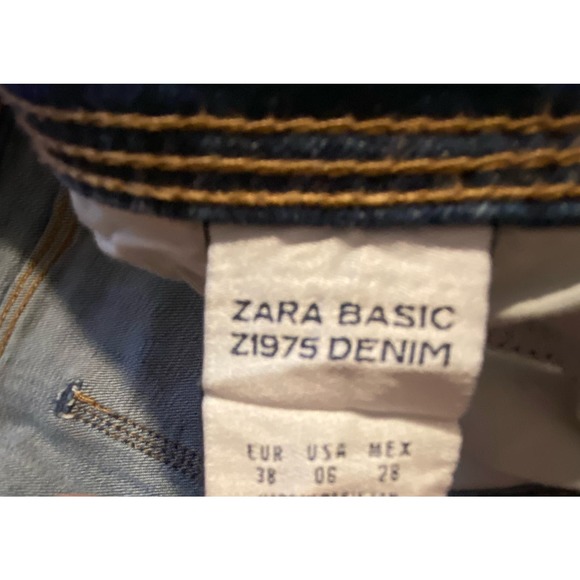 ZARA BASIC
Z1975 DENIM
EUR USA MEX
38 06 28